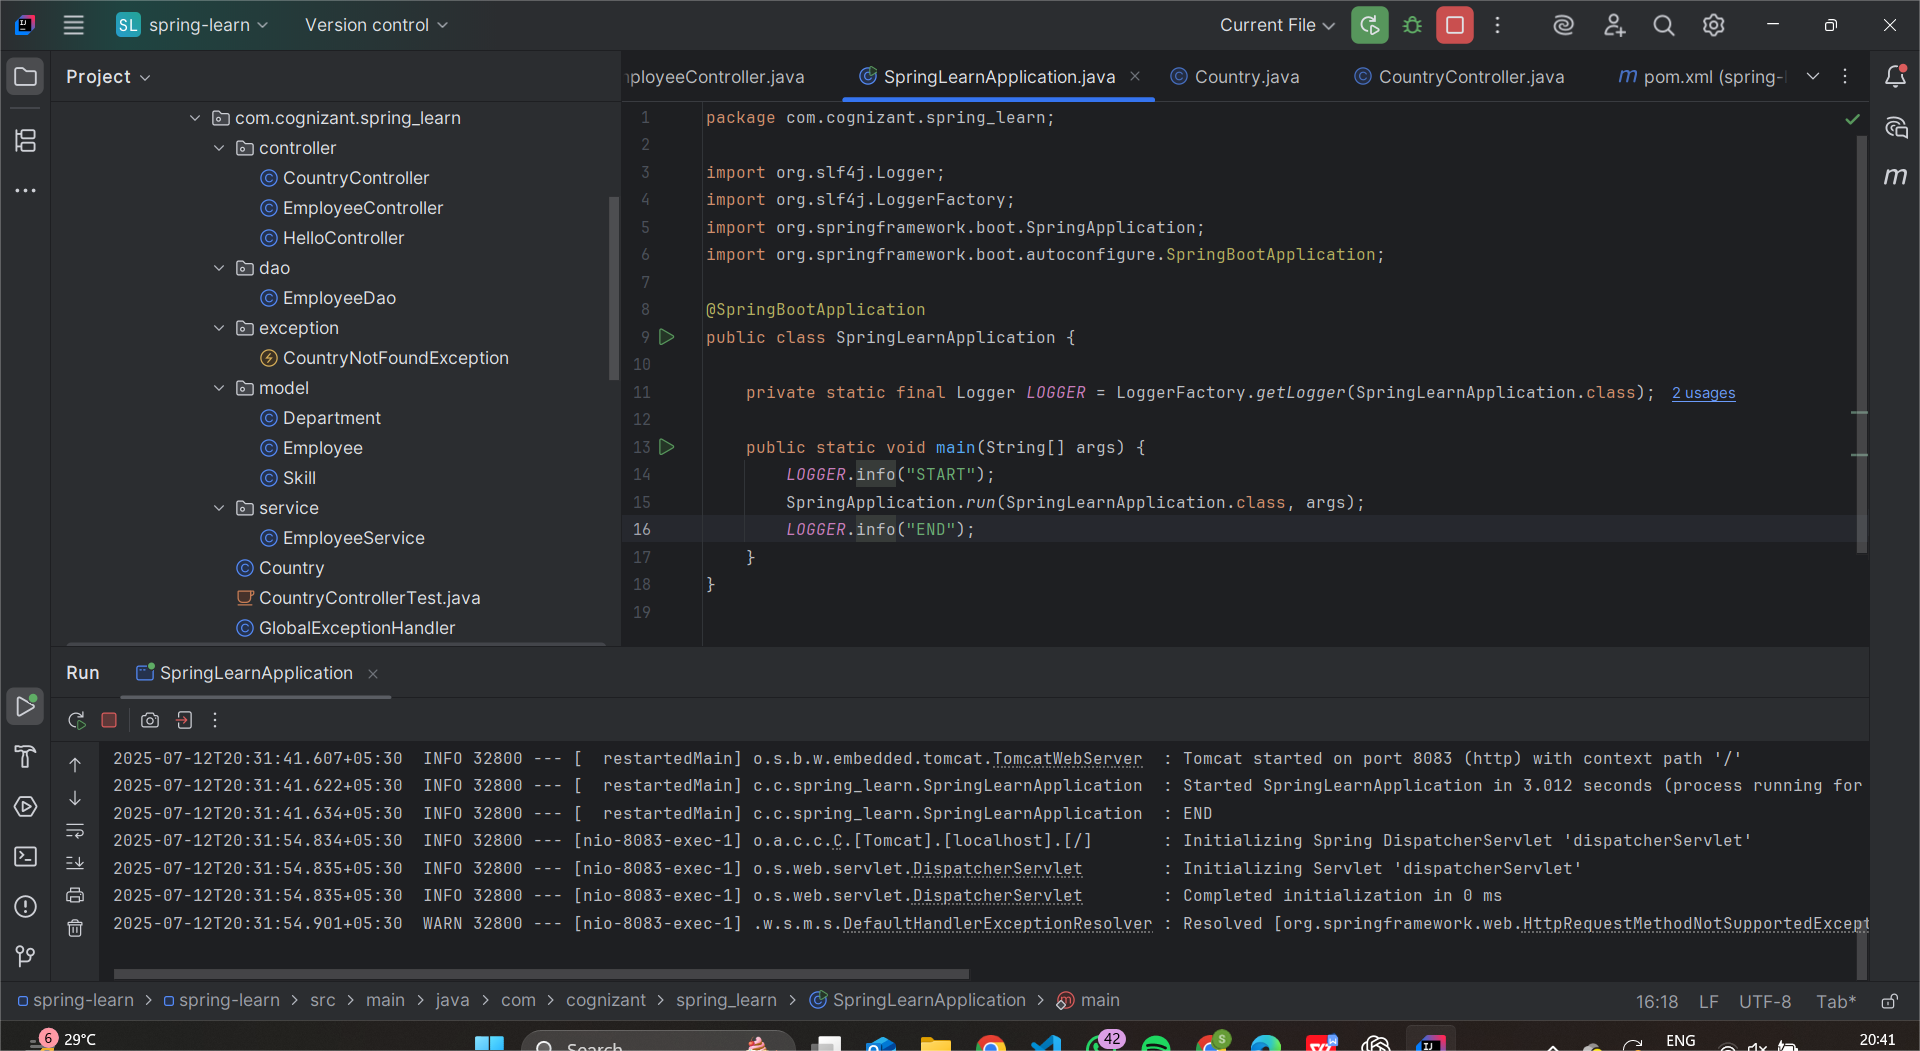 SL spring-learn Version control Current File
Project
mployeeController.java SpringLearnApplication.java Country.java CountryController.java pom.xml (spring-
com.cognizant.spring_learn
controller
CountryController
EmployeeController
HelloController
dao
EmployeeDao
exception
CountryNotFoundException
model
Department
Employee
Skill
service
EmployeeService
Country
CountryControllerTest.java
GlobalExceptionHandler
1 package com.cognizant.spring_learn;
2
3 import org.slf4j.Logger;
4 import org.slf4j.LoggerFactory;
5 import org.springframework.boot.SpringApplication;
6 import org.springframework.boot.autoconfigure.SpringBootApplication;
7
8 @SpringBootApplication
9 public class SpringLearnApplication {
10
11 private static final Logger LOGGER = LoggerFactory.getLogger(SpringLearnApplication.class); 2 usages
12
13 public static void main(String[] args) {
14 LOGGER.info("START");
15 SpringApplication.run(SpringLearnApplication.class, args);
16 LOGGER.info("END");
17 }
18 }
19
Run SpringLearnApplication
2025-07-12T20:31:41.607+05:30 INFO 32800 --- [ restartedMain] o.s.b.w.embedded.tomcat.TomcatWebServer : Tomcat started on port 8083 (http) with context path '/'
2025-07-12T20:31:41.622+05:30 INFO 32800 --- [ restartedMain] c.c.spring_learn.SpringLearnApplication : Started SpringLearnApplication in 3.012 seconds (process running for
2025-07-12T20:31:41.634+05:30 INFO 32800 --- [ restartedMain] c.c.spring_learn.SpringLearnApplication : END
2025-07-12T20:31:54.834+05:30 INFO 32800 --- [nio-8083-exec-1] o.a.c.c.C.[Tomcat].[localhost].[/] : Initializing Spring DispatcherServlet 'dispatcherServlet'
2025-07-12T20:31:54.835+05:30 INFO 32800 --- [nio-8083-exec-1] o.s.web.servlet.DispatcherServlet : Initializing Servlet 'dispatcherServlet'
2025-07-12T20:31:54.835+05:30 INFO 32800 --- [nio-8083-exec-1] o.s.web.servlet.DispatcherServlet : Completed initialization in 0 ms
2025-07-12T20:31:54.901+05:30 WARN 32800 --- [nio-8083-exec-1] .w.s.m.s.DefaultHandlerExceptionResolver : Resolved [org.springframework.web.HttpRequestMethodNotSupportedExcept
spring-learn > spring-learn > src > main > java > com > cognizant > spring_learn > SpringLearnApplication > main 16:18 LF UTF-8 Tab*
6 29°C Search 42 S ENG 20:41